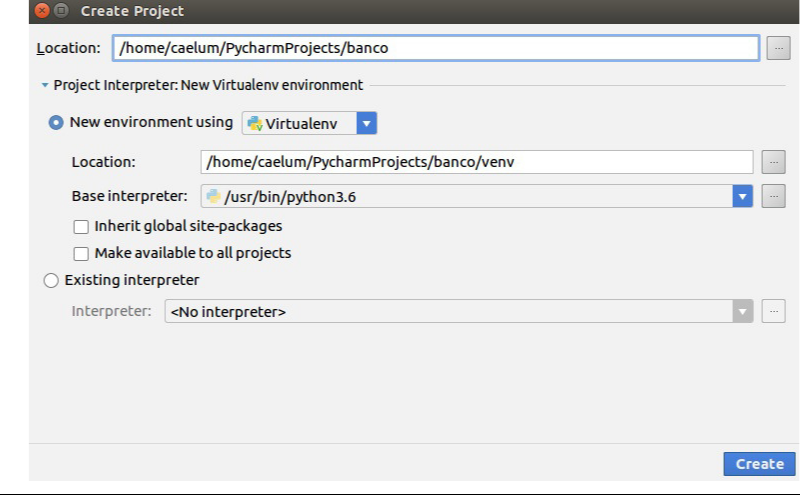 Create Project
Location: /home/caelum/PycharmProjects/banco ...
Project Interpreter: New Virtualenv environment
New environment using Virtualenv
Location: /home/caelum/PycharmProjects/banco/venv ...
Base interpreter: /usr/bin/python3.6 ...
Inherit global site-packages
Make available to all projects
Existing interpreter
Interpreter: <No interpreter> ...
Create